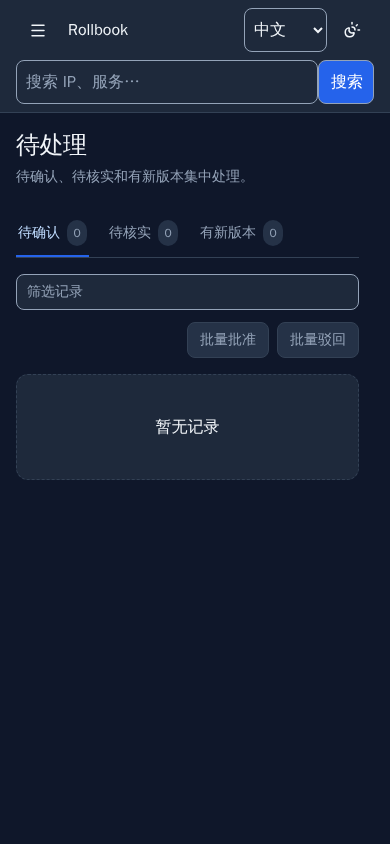 Rollbook
中文
搜索 IP、服务…
搜索
待处理
待确认、待核实和有新版本集中处理。
待确认 0 待核实 0 有新版本 0
筛选记录
批量批准 批量驳回
暂无记录